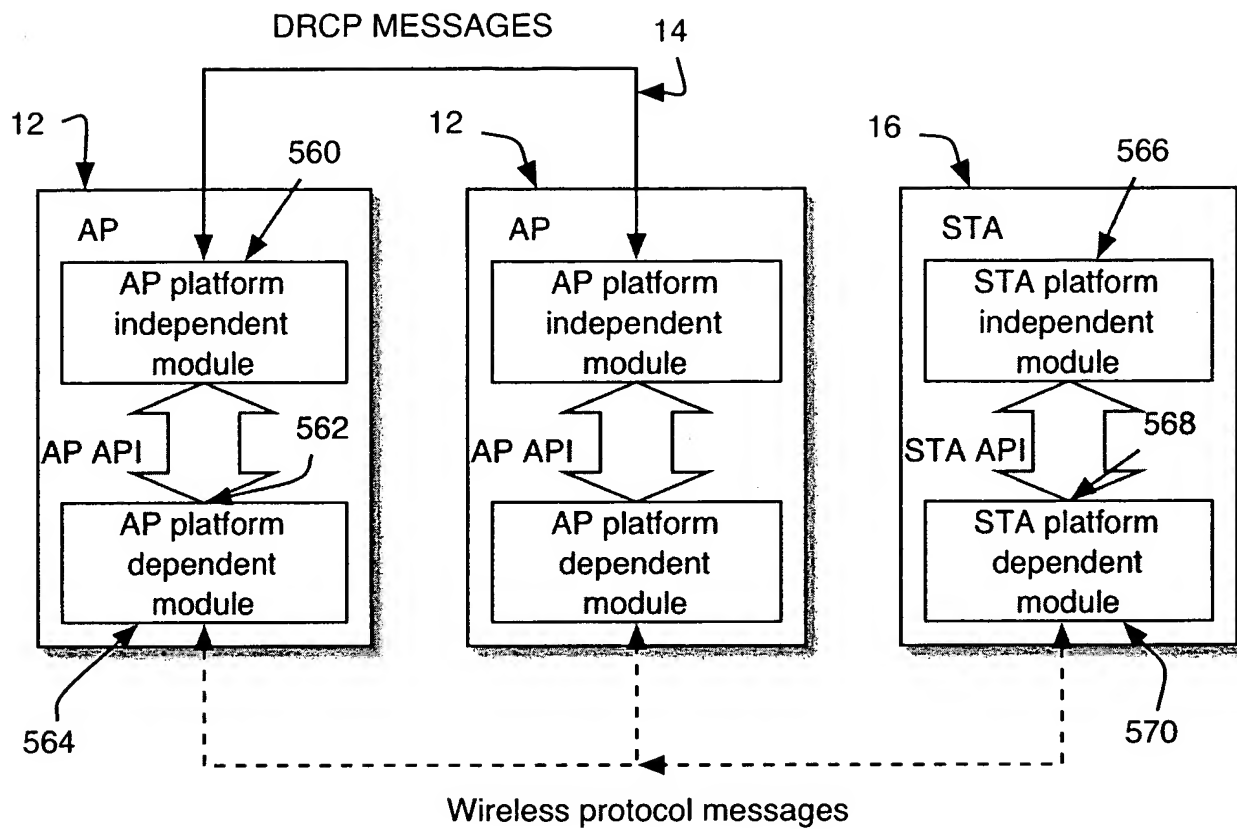 DRCP MESSAGES
14
12
12
16
560
566
AP
AP
STA
AP platform
independent
module
AP platform
independent
module
STA platform
independent
module
AP API
562
AP API
STA API
568
AP platform
dependent
module
AP platform
dependent
module
STA platform
dependent
module
564
570
Wireless protocol messages